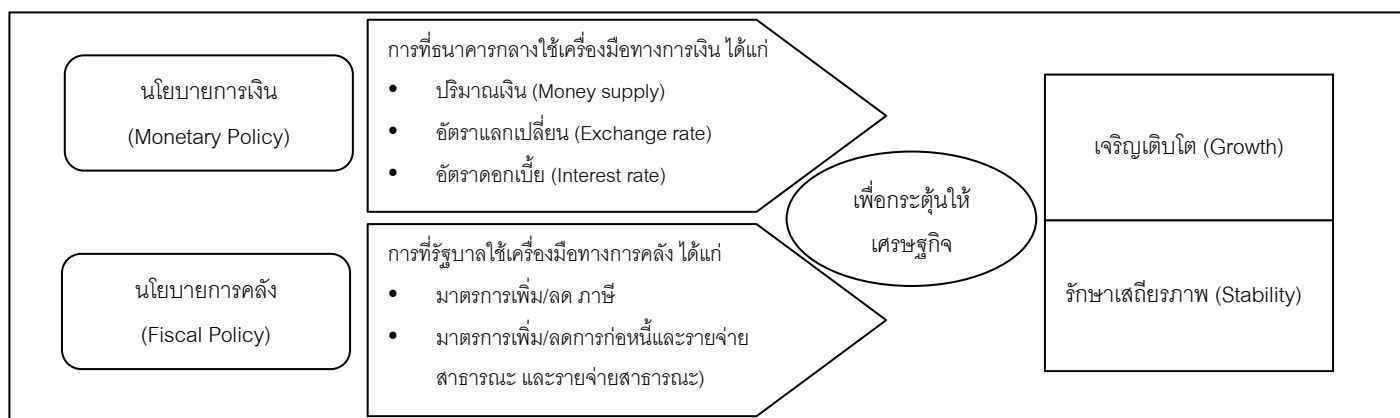 นโยบายการเงิน
(Monetary Policy)
การที่ธนาคารกลางใช้เครื่องมือทางการเงิน ได้แก่
• ปริมาณเงิน (Money supply)
• อัตราแลกเปลี่ยน (Exchange rate)
• อัตราดอกเบี้ย (Interest rate)
นโยบายการคลัง
(Fiscal Policy)
การที่รัฐบาลใช้เครื่องมือทางการคลัง ได้แก่
• มาตรการเพิ่ม/ลด ภาษี
• มาตรการเพิ่ม/ลดการก่อหนี้และรายจ่าย
สาธารณะ และรายจ่ายสาธารณะ)
เพื่อกระตุ้นให้
เศรษฐกิจ
เจริญเติบโต (Growth)
รักษาเสถียรภาพ (Stability)